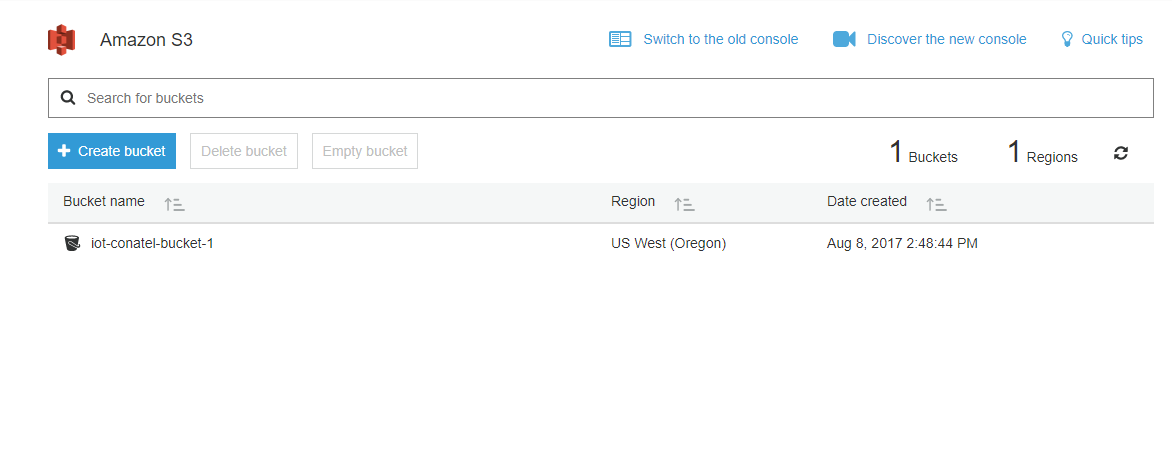 Amazon S3 Switch to the old console Discover the new console Quick tips
Search for buckets
Create bucket Delete bucket Empty bucket 1 Buckets 1 Regions
Bucket name Region Date created
iot-conatel-bucket-1 US West (Oregon) Aug 8, 2017 2:48:44 PM